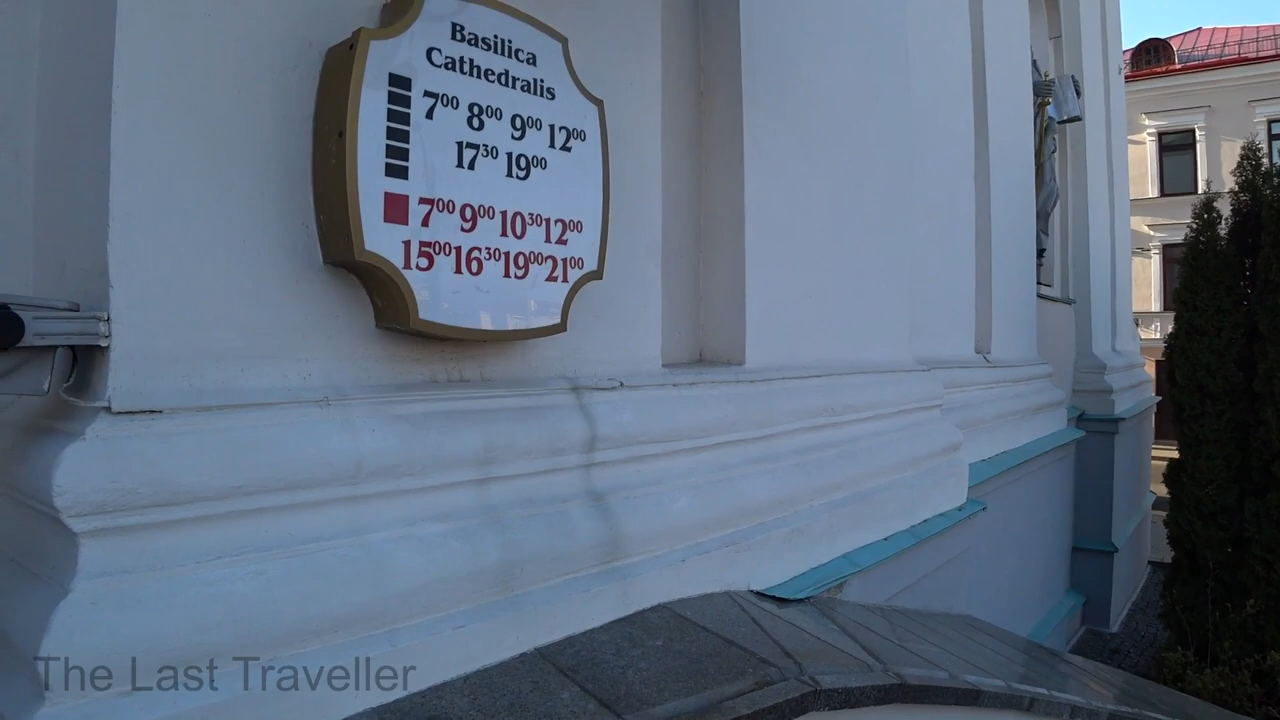 Basilica
Cathedralis
7⁰⁰ 8⁰⁰ 9⁰⁰ 12⁰⁰
17³⁰ 19⁰⁰
7⁰⁰ 9⁰⁰ 10³⁰ 12⁰⁰
15⁰⁰ 16³⁰ 19⁰⁰ 21⁰⁰
The Last Traveller